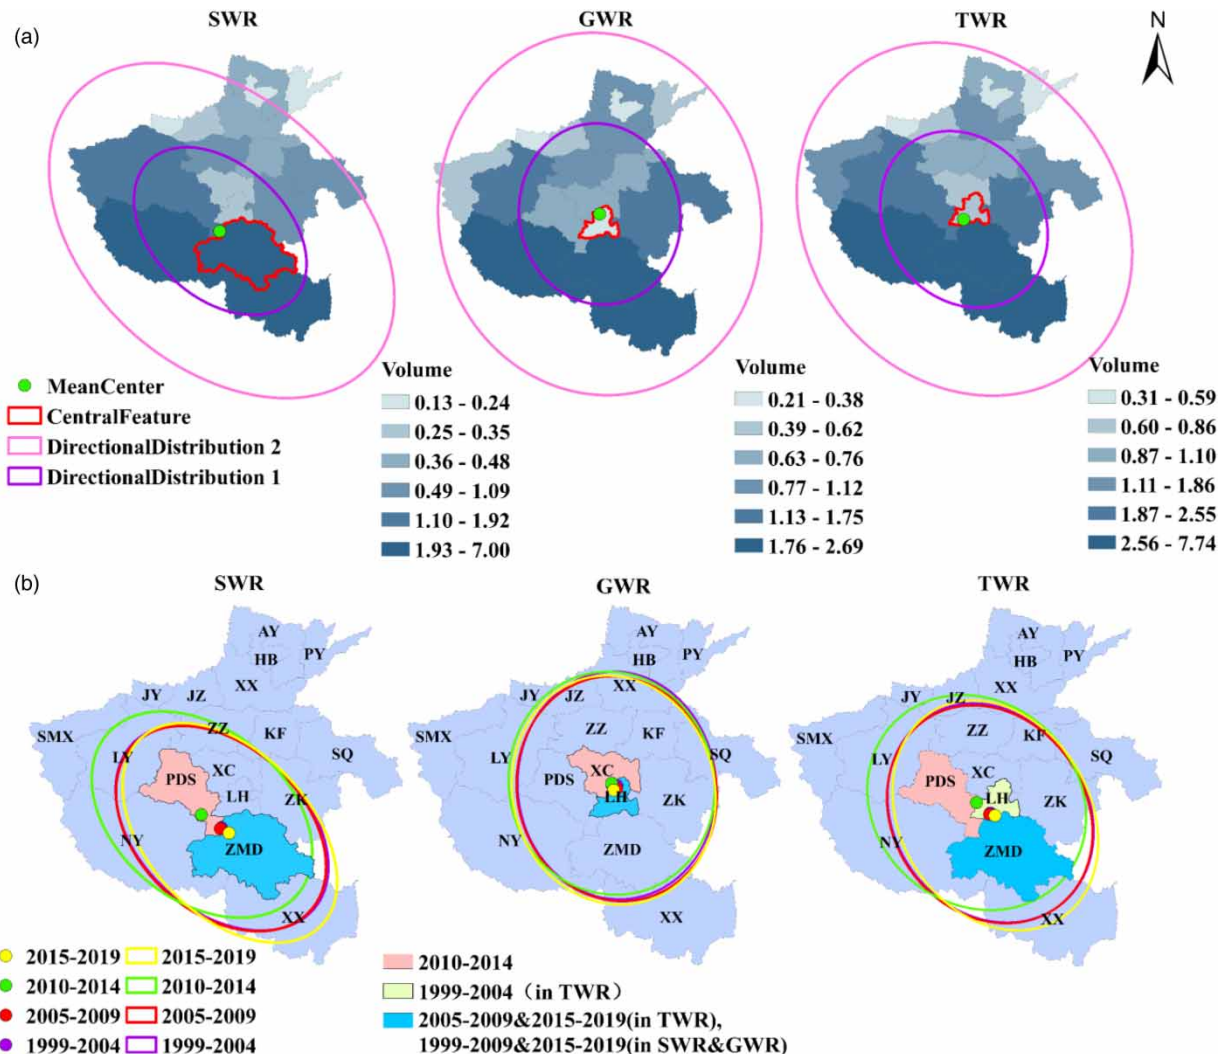 (a)
SWR
GWR
TWR
N
MeanCenter
CentralFeature
DirectionalDistribution 2
DirectionalDistribution 1
Volume
0.13 - 0.24
0.25 - 0.35
0.36 - 0.48
0.49 - 1.09
1.10 - 1.92
1.93 - 7.00
Volume
0.21 - 0.38
0.39 - 0.62
0.63 - 0.76
0.77 - 1.12
1.13 - 1.75
1.76 - 2.69
Volume
0.31 - 0.59
0.60 - 0.86
0.87 - 1.10
1.11 - 1.86
1.87 - 2.55
2.56 - 7.74
(b)
SWR
AY
PY
HB
XX
JY
JZ
SMX
ZZ
KF
SQ
LY
PDS
XC
LH
ZK
NY
ZMD
XX
GWR
AY
PY
HB
XX
JY
JZ
SMX
ZZ
KF
SQ
LY
PDS
XC
LH
ZK
NY
ZMD
XX
TWR
AY
PY
HB
XX
JY
JZ
SMX
ZZ
KF
SQ
LY
PDS
XC
LH
ZK
NY
ZMD
XX
2015-2019 2015-2019
2010-2014 2010-2014
2005-2009 2005-2009
1999-2004 1999-2004
2010-2014
1999-2004（in TWR）
2005-2009&2015-2019(in TWR),
1999-2009&2015-2019(in SWR&GWR)